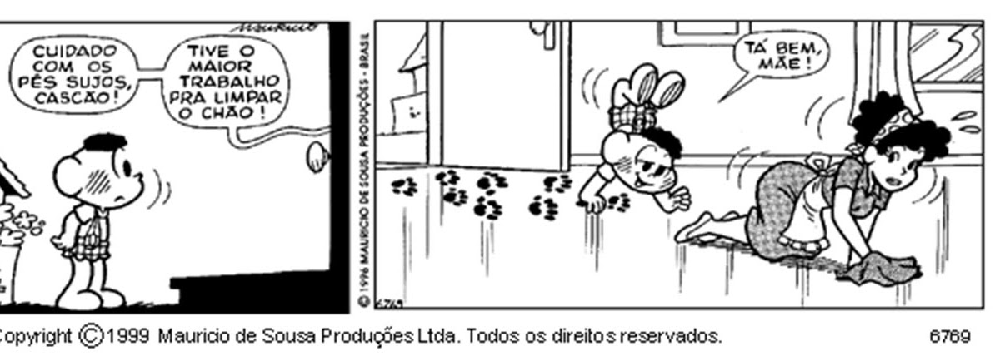 MAURICIO
CUIDADO
COM OS
PÉS SUJOS,
CASCÃO!
TIVE O
MAIOR
TRABALHO
PRA LIMPAR
O CHÃO!
© 1996 MAURICIO DE SOUSA PRODUÇÕES - BRASIL
TÁ BEM,
MÃE!
6769
Copyright © 1999 Mauricio de Sousa Produções Ltda. Todos os direitos reservados.
6769